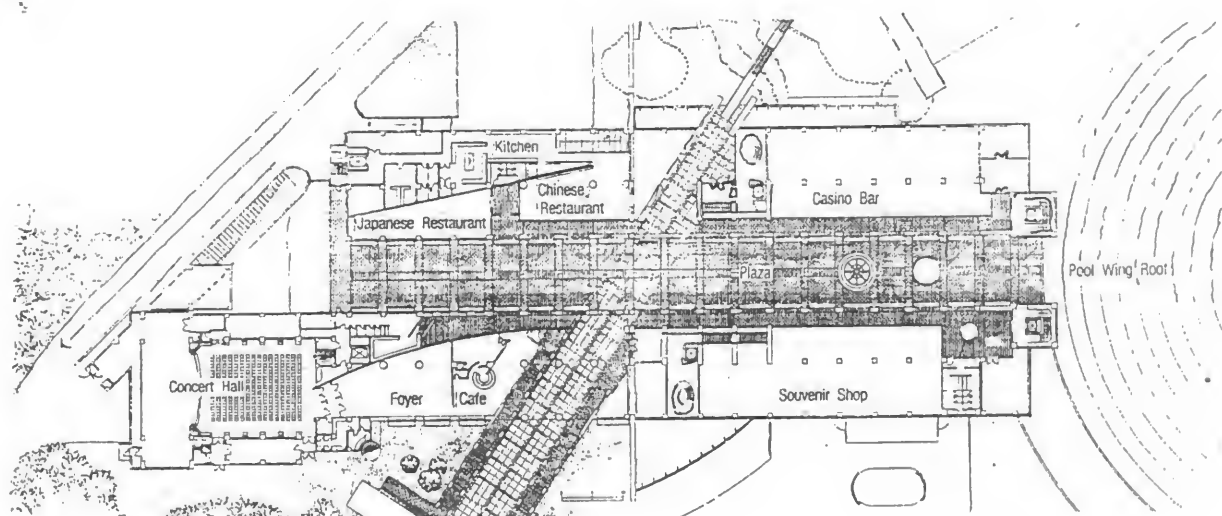 Kitchen
Chinese
Restaurant
Japanese Restaurant
Casino Bar
Plaza
Pool Wing Roof
Concert Hall
Foyer
Cafe
Souvenir Shop